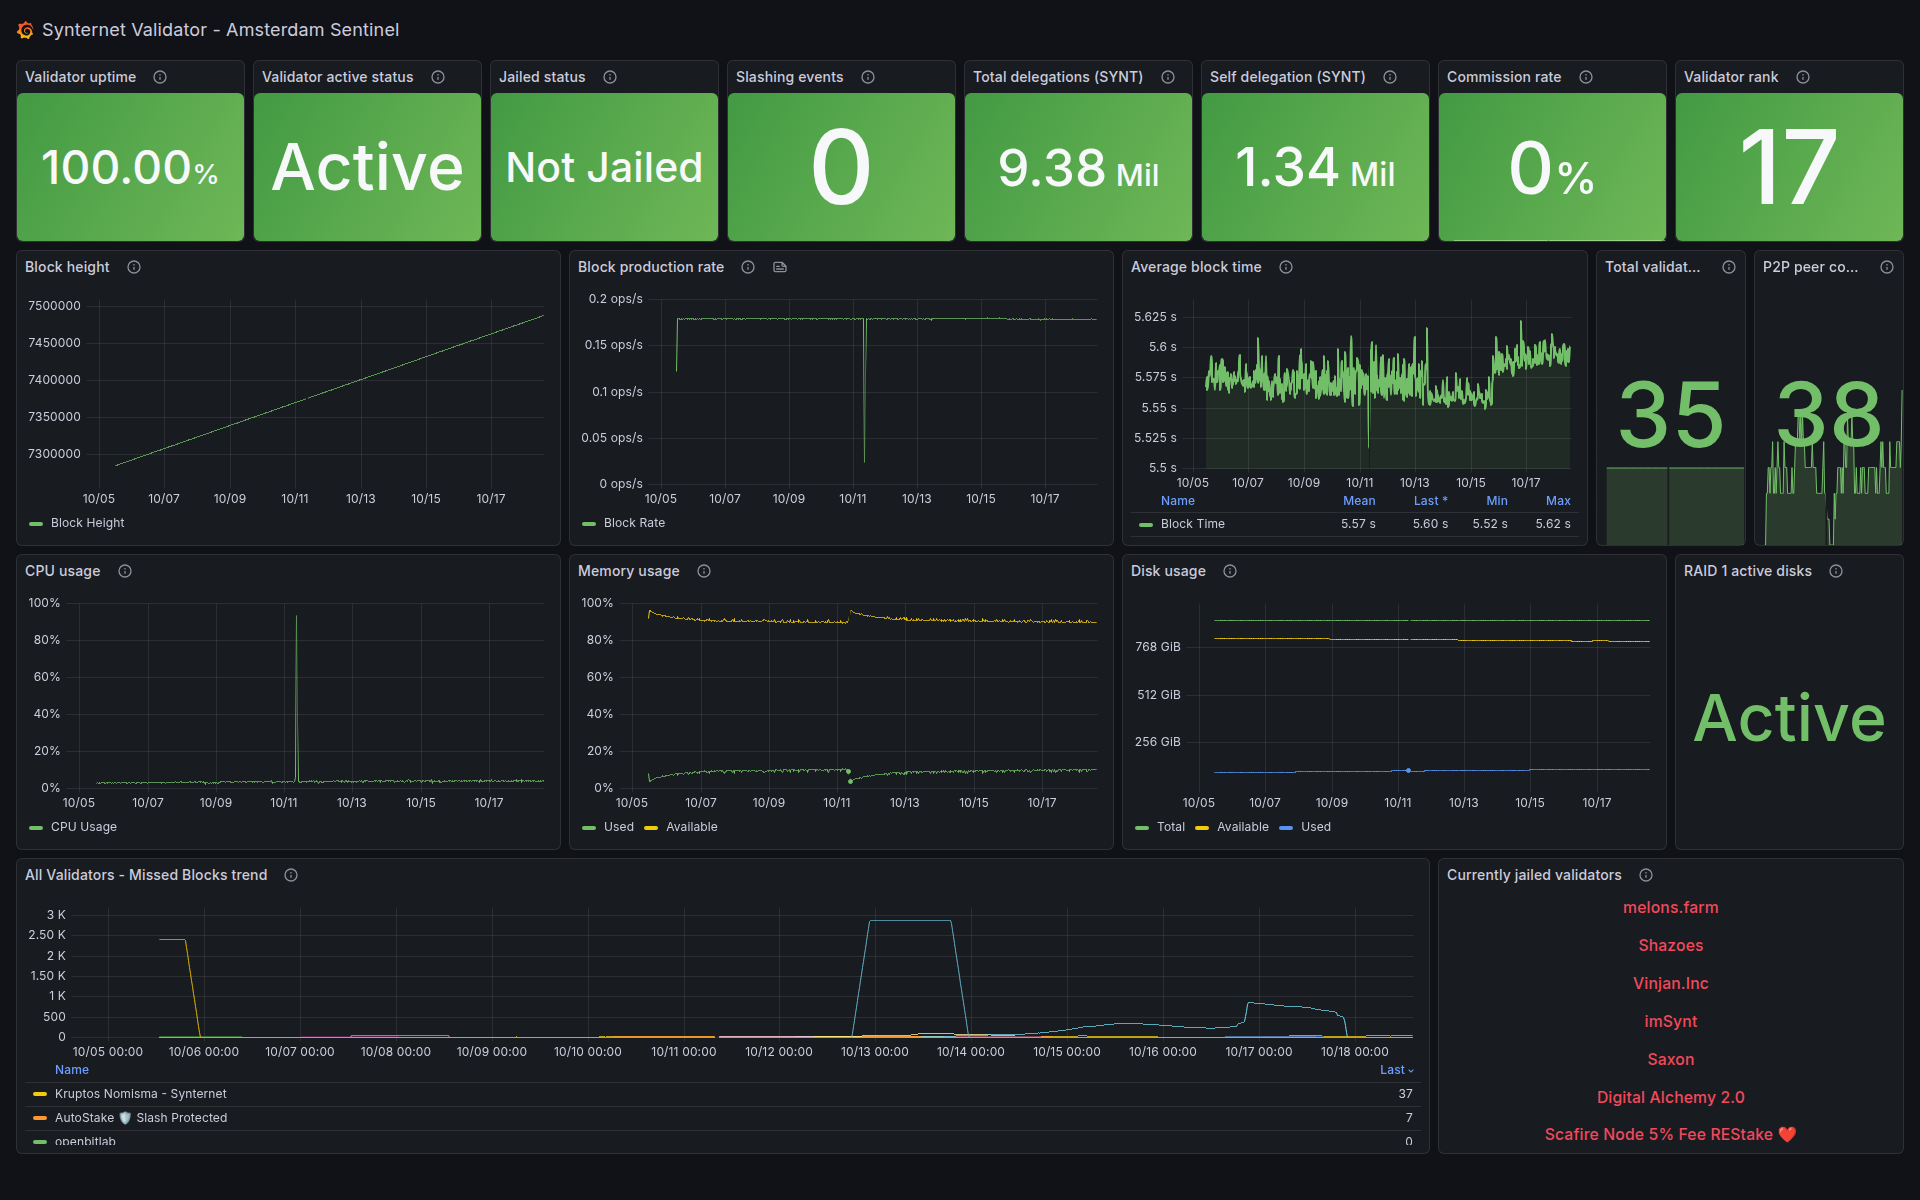 Synternet Validator - Amsterdam Sentinel
Validator uptime
100.00%
Validator active status
Active
Jailed status
Not Jailed
Slashing events
0
Total delegations (SYNT)
9.38 Mil
Self delegation (SYNT)
1.34 Mil
Commission rate
0%
Validator rank
17
Block height
7500000
7450000
7400000
7350000
7300000
10/05 10/07 10/09 10/11 10/13 10/15 10/17
Block Height
Block production rate
0.2 ops/s
0.15 ops/s
0.1 ops/s
0.05 ops/s
0 ops/s
10/05 10/07 10/09 10/11 10/13 10/15 10/17
Block Rate
Average block time
5.625 s
5.6 s
5.575 s
5.55 s
5.525 s
5.5 s
10/05 10/07 10/09 10/11 10/13 10/15 10/17
Name Mean Last * Min Max
Block Time 5.57 s 5.60 s 5.52 s 5.62 s
Total validat...
35
P2P peer co...
38
CPU usage
100%
80%
60%
40%
20%
0%
10/05 10/07 10/09 10/11 10/13 10/15 10/17
CPU Usage
Memory usage
100%
80%
60%
40%
20%
0%
10/05 10/07 10/09 10/11 10/13 10/15 10/17
Used Available
Disk usage
768 GiB
512 GiB
256 GiB
10/05 10/07 10/09 10/11 10/13 10/15 10/17
Total Available Used
RAID 1 active disks
Active
All Validators - Missed Blocks trend
3 K
2.50 K
2 K
1.50 K
1 K
500
0
10/05 00:00 10/06 00:00 10/07 00:00 10/08 00:00 10/09 00:00 10/10 00:00 10/11 00:00 10/12 00:00 10/13 00:00 10/14 00:00 10/15 00:00 10/16 00:00 10/17 00:00 10/18 00:00
Name Last
Kruptos Nomisma - Synternet 37
AutoStake 🛡️ Slash Protected 7
openbitlab 0
Currently jailed validators
melons.farm
Shazoes
Vinjan.Inc
imSynt
Saxon
Digital Alchemy 2.0
Scafire Node 5% Fee REStake ❤️